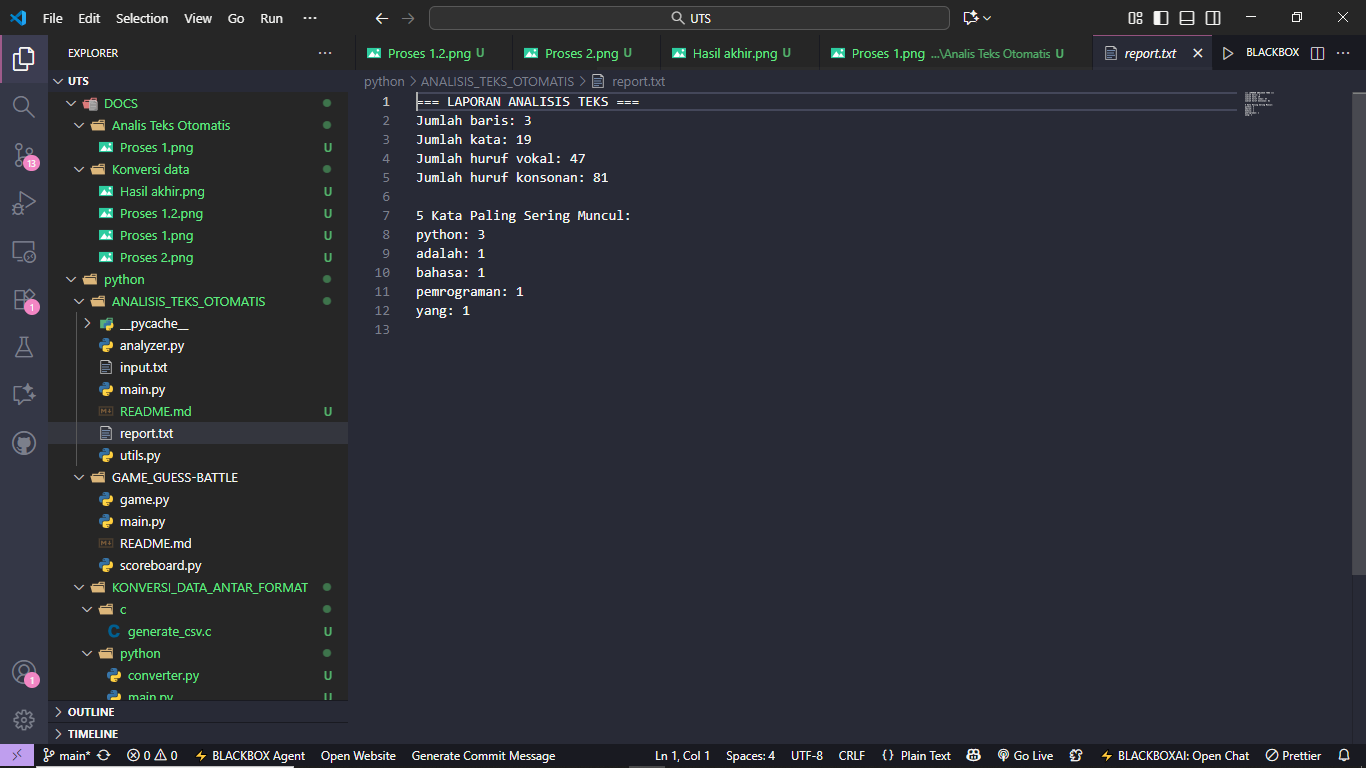 File Edit Selection View Go Run ··· UTS
EXPLORER ···
Proses 1.2.png U Proses 2.png U Hasil akhir.png U Proses 1.png ...\Analis Teks Otomatis U report.txt BLACKBOX ···
UTS
DOCS
Analis Teks Otomatis
Proses 1.png U
Konversi data
Hasil akhir.png U
Proses 1.2.png U
Proses 1.png U
Proses 2.png U
python
ANALISIS_TEKS_OTOMATIS
__pycache__
analyzer.py
input.txt
main.py
README.md U
report.txt
utils.py
GAME_GUESS-BATTLE
game.py
main.py
README.md
scoreboard.py
KONVERSI_DATA_ANTAR_FORMAT
c
C generate_csv.c U
python
converter.py U
main.py U
OUTLINE
TIMELINE
13
1
1
python > ANALISIS_TEKS_OTOMATIS > report.txt
1 === LAPORAN ANALISIS TEKS ===
2 Jumlah baris: 3
3 Jumlah kata: 19
4 Jumlah huruf vokal: 47
5 Jumlah huruf konsonan: 81
6
7 5 Kata Paling Sering Muncul:
8 python: 3
9 adalah: 1
10 bahasa: 1
11 pemrograman: 1
12 yang: 1
13
main* 0 0 BLACKBOX Agent Open Website Generate Commit Message Ln 1, Col 1 Spaces: 4 UTF-8 CRLF {} Plain Text Go Live BLACKBOXAI: Open Chat Prettier